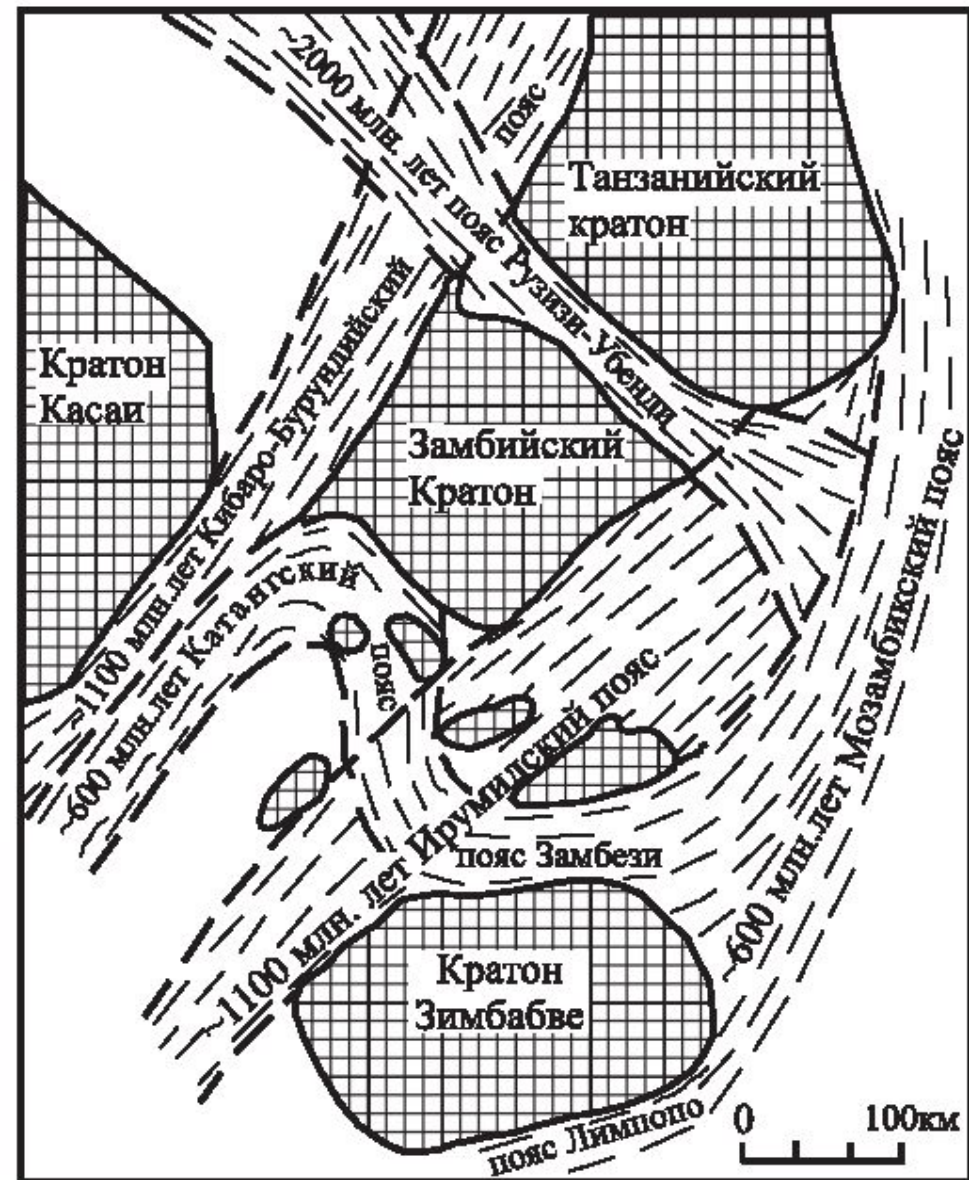 ~2000 млн. лет пояс Рузизи-Убенди
пояс
Танзанийский
кратон
Кратон
Касаи
~1100 млн.лет Кибаро-Бурундийский
Замбийский
Кратон
~600 млн.лет Катангский
пояс
~1100 млн. лет Ирумидский пояс
пояс Замбези
~600 млн.лет Мозамбикский пояс
Кратон
Зимбабве
пояс Лимпопо
0 100км